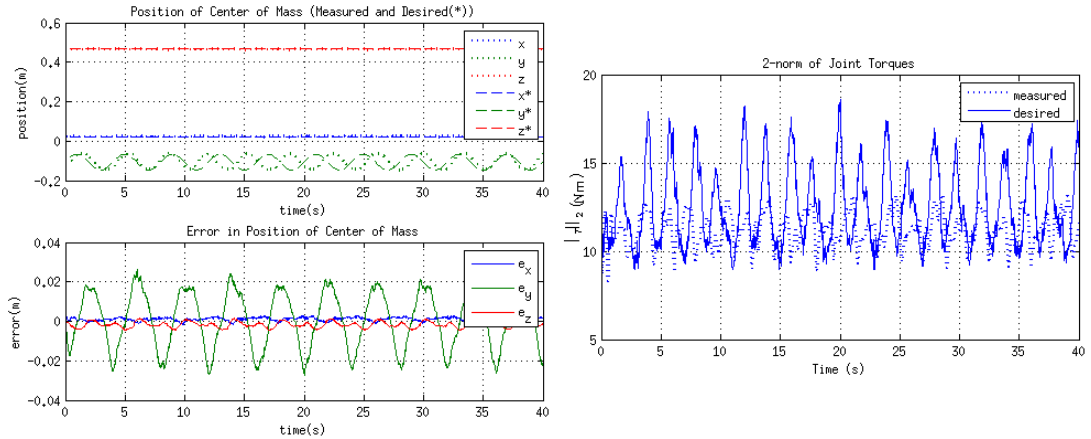 Position of Center of Mass (Measured and Desired(*))
0.6
0.4
0.2
0
-0.2
position(m)
x
y
z
x*
y*
z*
0 5 10 15 20 25 30 35 40
time(s)
Error in Position of Center of Mass
0.04
0.02
0
-0.02
-0.04
error(m)
e_x
e_y
e_z
0 5 10 15 20 25 30 35 40
time(s)
2-norm of Joint Torques
20
15
10
5
||τ||_2 (Nm)
measured
desired
0 5 10 15 20 25 30 35 40
Time (s)